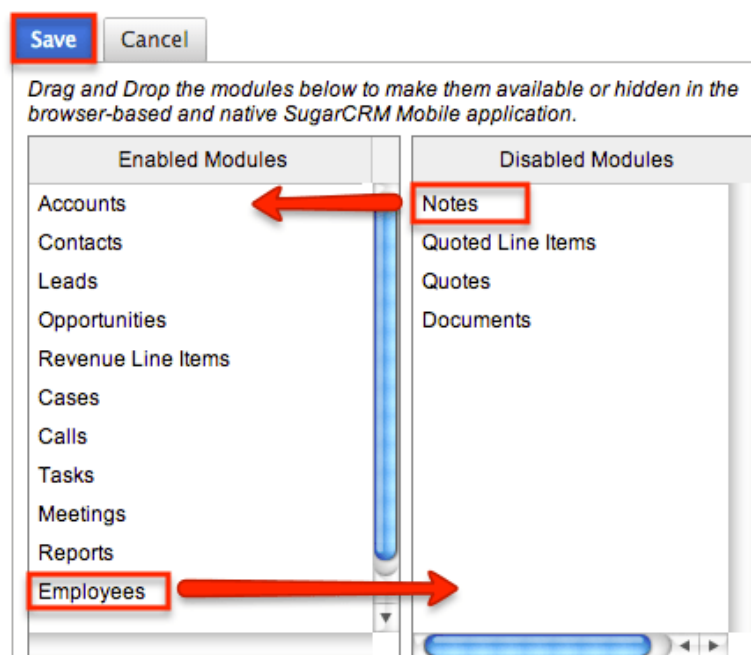 Save Cancel
Drag and Drop the modules below to make them available or hidden in the
browser-based and native SugarCRM Mobile application.
Enabled Modules Disabled Modules
Accounts Notes
Contacts Quoted Line Items
Leads Quotes
Opportunities Documents
Revenue Line Items
Cases
Calls
Tasks
Meetings
Reports
Employees